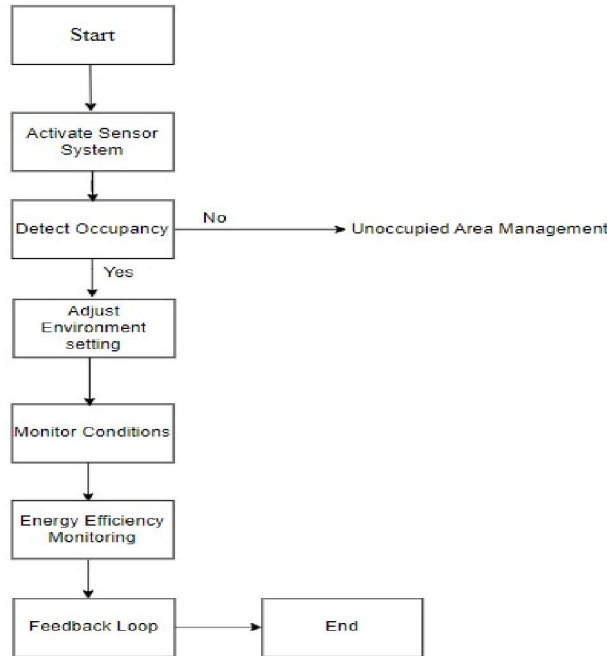 Start
Activate Sensor
System
Detect Occupancy
No
Unoccupied Area Management
Yes
Adjust
Environment
setting
Monitor Conditions
Energy Efficiency
Monitoring
Feedback Loop
End